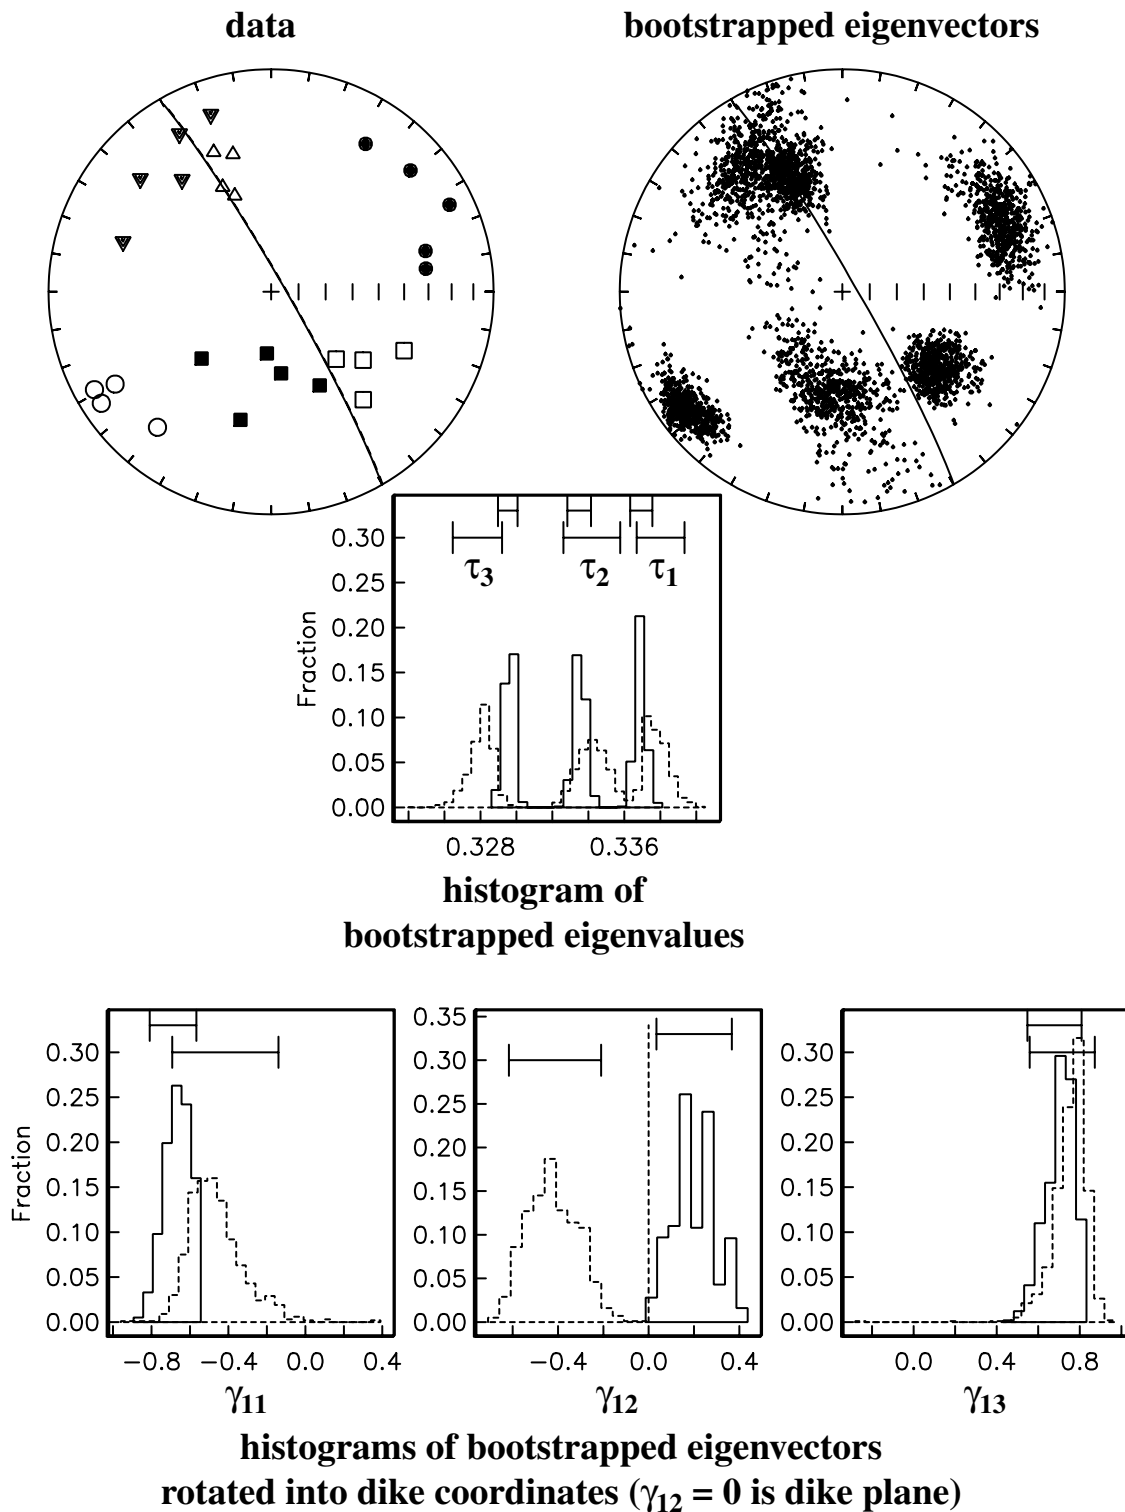 data
bootstrapped eigenvectors
0.30
0.25
0.20
0.15
0.10
0.05
0.00
Fraction
τ3
τ2
τ1
0.328
0.336
histogram of
bootstrapped eigenvalues
0.30
0.25
0.20
0.15
0.10
0.05
0.00
Fraction
−0.8
−0.4
0.0
0.4
γ11
0.35
0.30
0.25
0.20
0.15
0.10
0.05
0.00
−0.4
0.0
0.4
γ12
0.30
0.25
0.20
0.15
0.10
0.05
0.00
0.0
0.4
0.8
γ13
histograms of bootstrapped eigenvectors
rotated into dike coordinates (γ12 = 0 is dike plane)